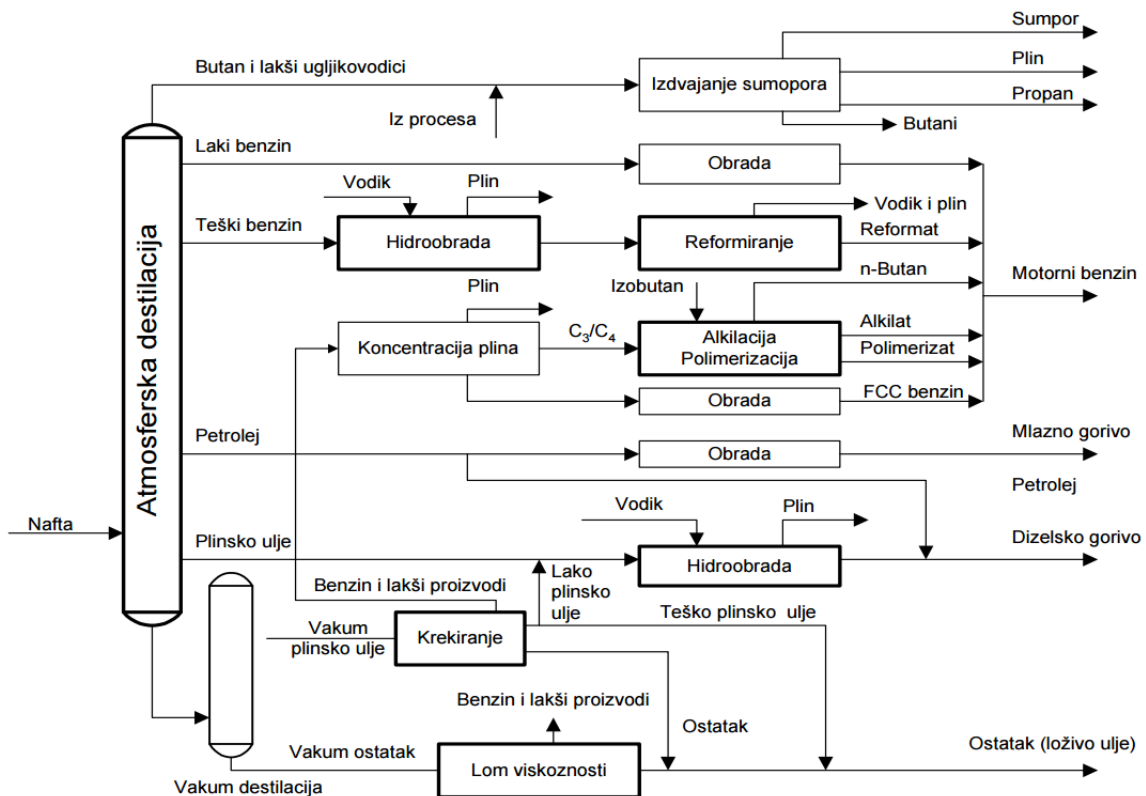 Sumpor
Butan i lakši ugljikovodici
Izdvajanje sumopora
Plin
Propan
Iz procesa
Butani
Laki benzin
Obrada
Vodik
Plin
Vodik i plin
Teški benzin
Hidroobrada
Reformiranje
Reformat
n-Butan
Motorni benzin
Plin
Izobutan
Koncentracija plina
C3/C4
Alkilacija
Polimerizacija
Alkilat
Polimerizat
Obrada
FCC benzin
Atmosferska destilacija
Petrolej
Obrada
Mlazno gorivo
Petrolej
Nafta
Vodik
Plin
Plinsko ulje
Hidroobrada
Dizelsko gorivo
Benzin i lakši proizvodi
Lako
plinsko
ulje
Teško plinsko ulje
Vakum
plinsko ulje
Krekiranje
Benzin i lakši proizvodi
Ostatak
Vakum ostatak
Lom viskoznosti
Ostatak (loživo ulje)
Vakum destilacija